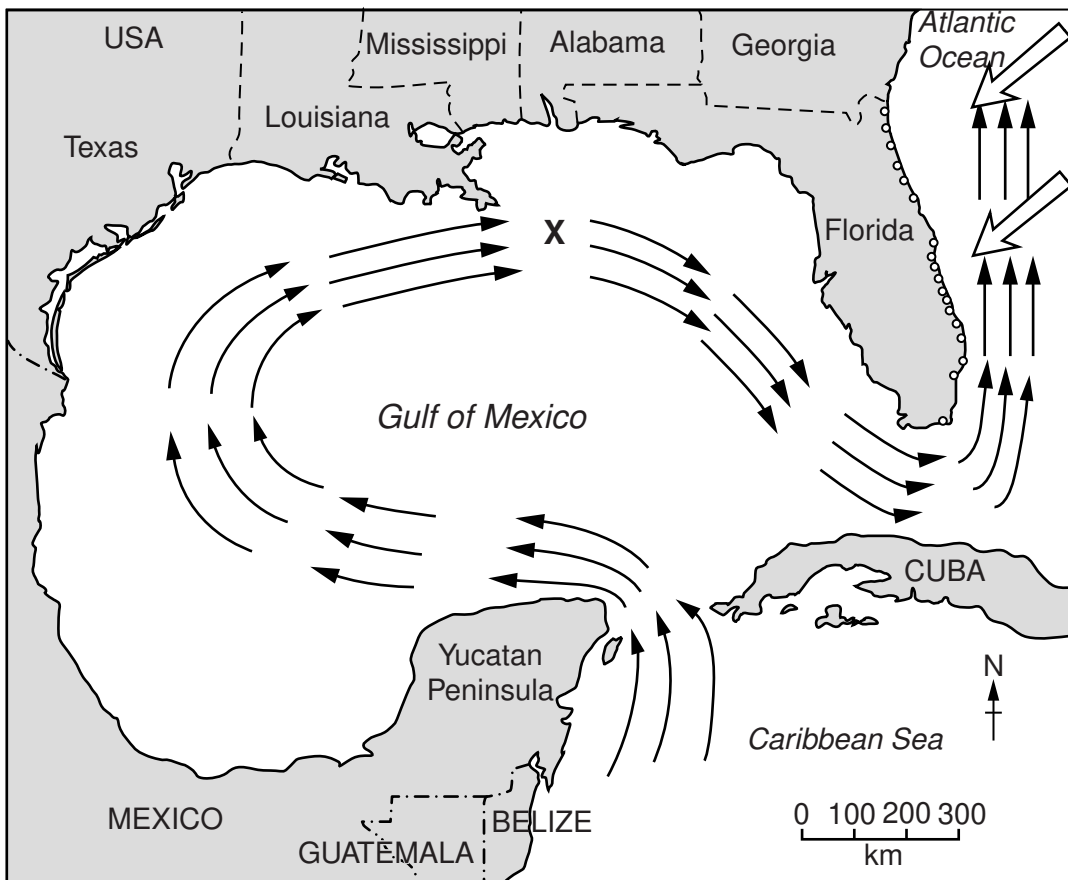 USA
Mississippi
Alabama
Georgia
Atlantic
Ocean
Louisiana
Texas
X
Florida
Gulf of Mexico
CUBA
Yucatan
Peninsula
N
Caribbean Sea
MEXICO
BELIZE
GUATEMALA
0 100 200 300
km